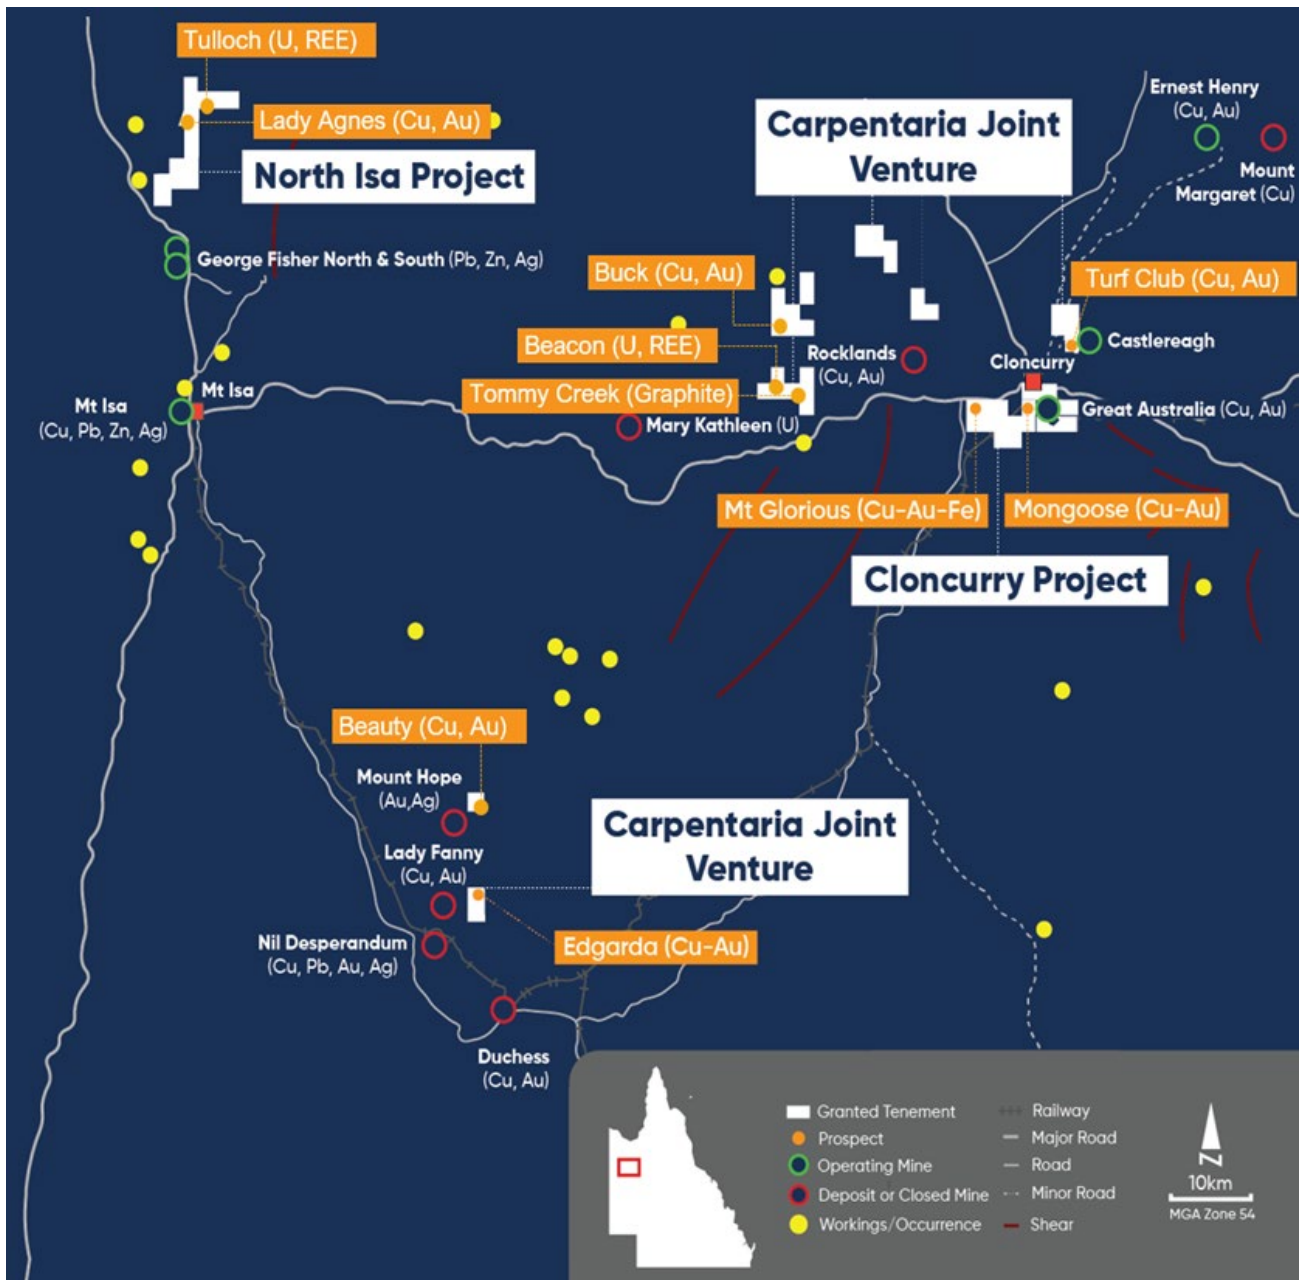 Tulloch (U, REE)
Lady Agnes (Cu, Au)
North Isa Project
George Fisher North & South (Pb, Zn, Ag)
Carpentaria Joint
Venture
Ernest Henry
(Cu, Au)
Mount
Margaret (Cu)
Buck (Cu, Au)
Turf Club (Cu, Au)
Beacon (U, REE)
Rocklands
(Cu, Au)
Castlereagh
Cloncurry
Tommy Creek (Graphite)
Mt Isa
Mt Isa
(Cu, Pb, Zn, Ag)
Mary Kathleen (U)
Great Australia (Cu, Au)
Mt Glorious (Cu-Au-Fe)
Mongoose (Cu-Au)
Cloncurry Project
Beauty (Cu, Au)
Mount Hope
(Au,Ag)
Carpentaria Joint
Venture
Lady Fanny
(Cu, Au)
Nil Desperandum
(Cu, Pb, Au, Ag)
Edgarda (Cu-Au)
Duchess
(Cu, Au)
Granted Tenement
Prospect
Operating Mine
Deposit or Closed Mine
Workings/Occurrence
Railway
Major Road
Road
Minor Road
Shear
N
10km
MGA Zone 54